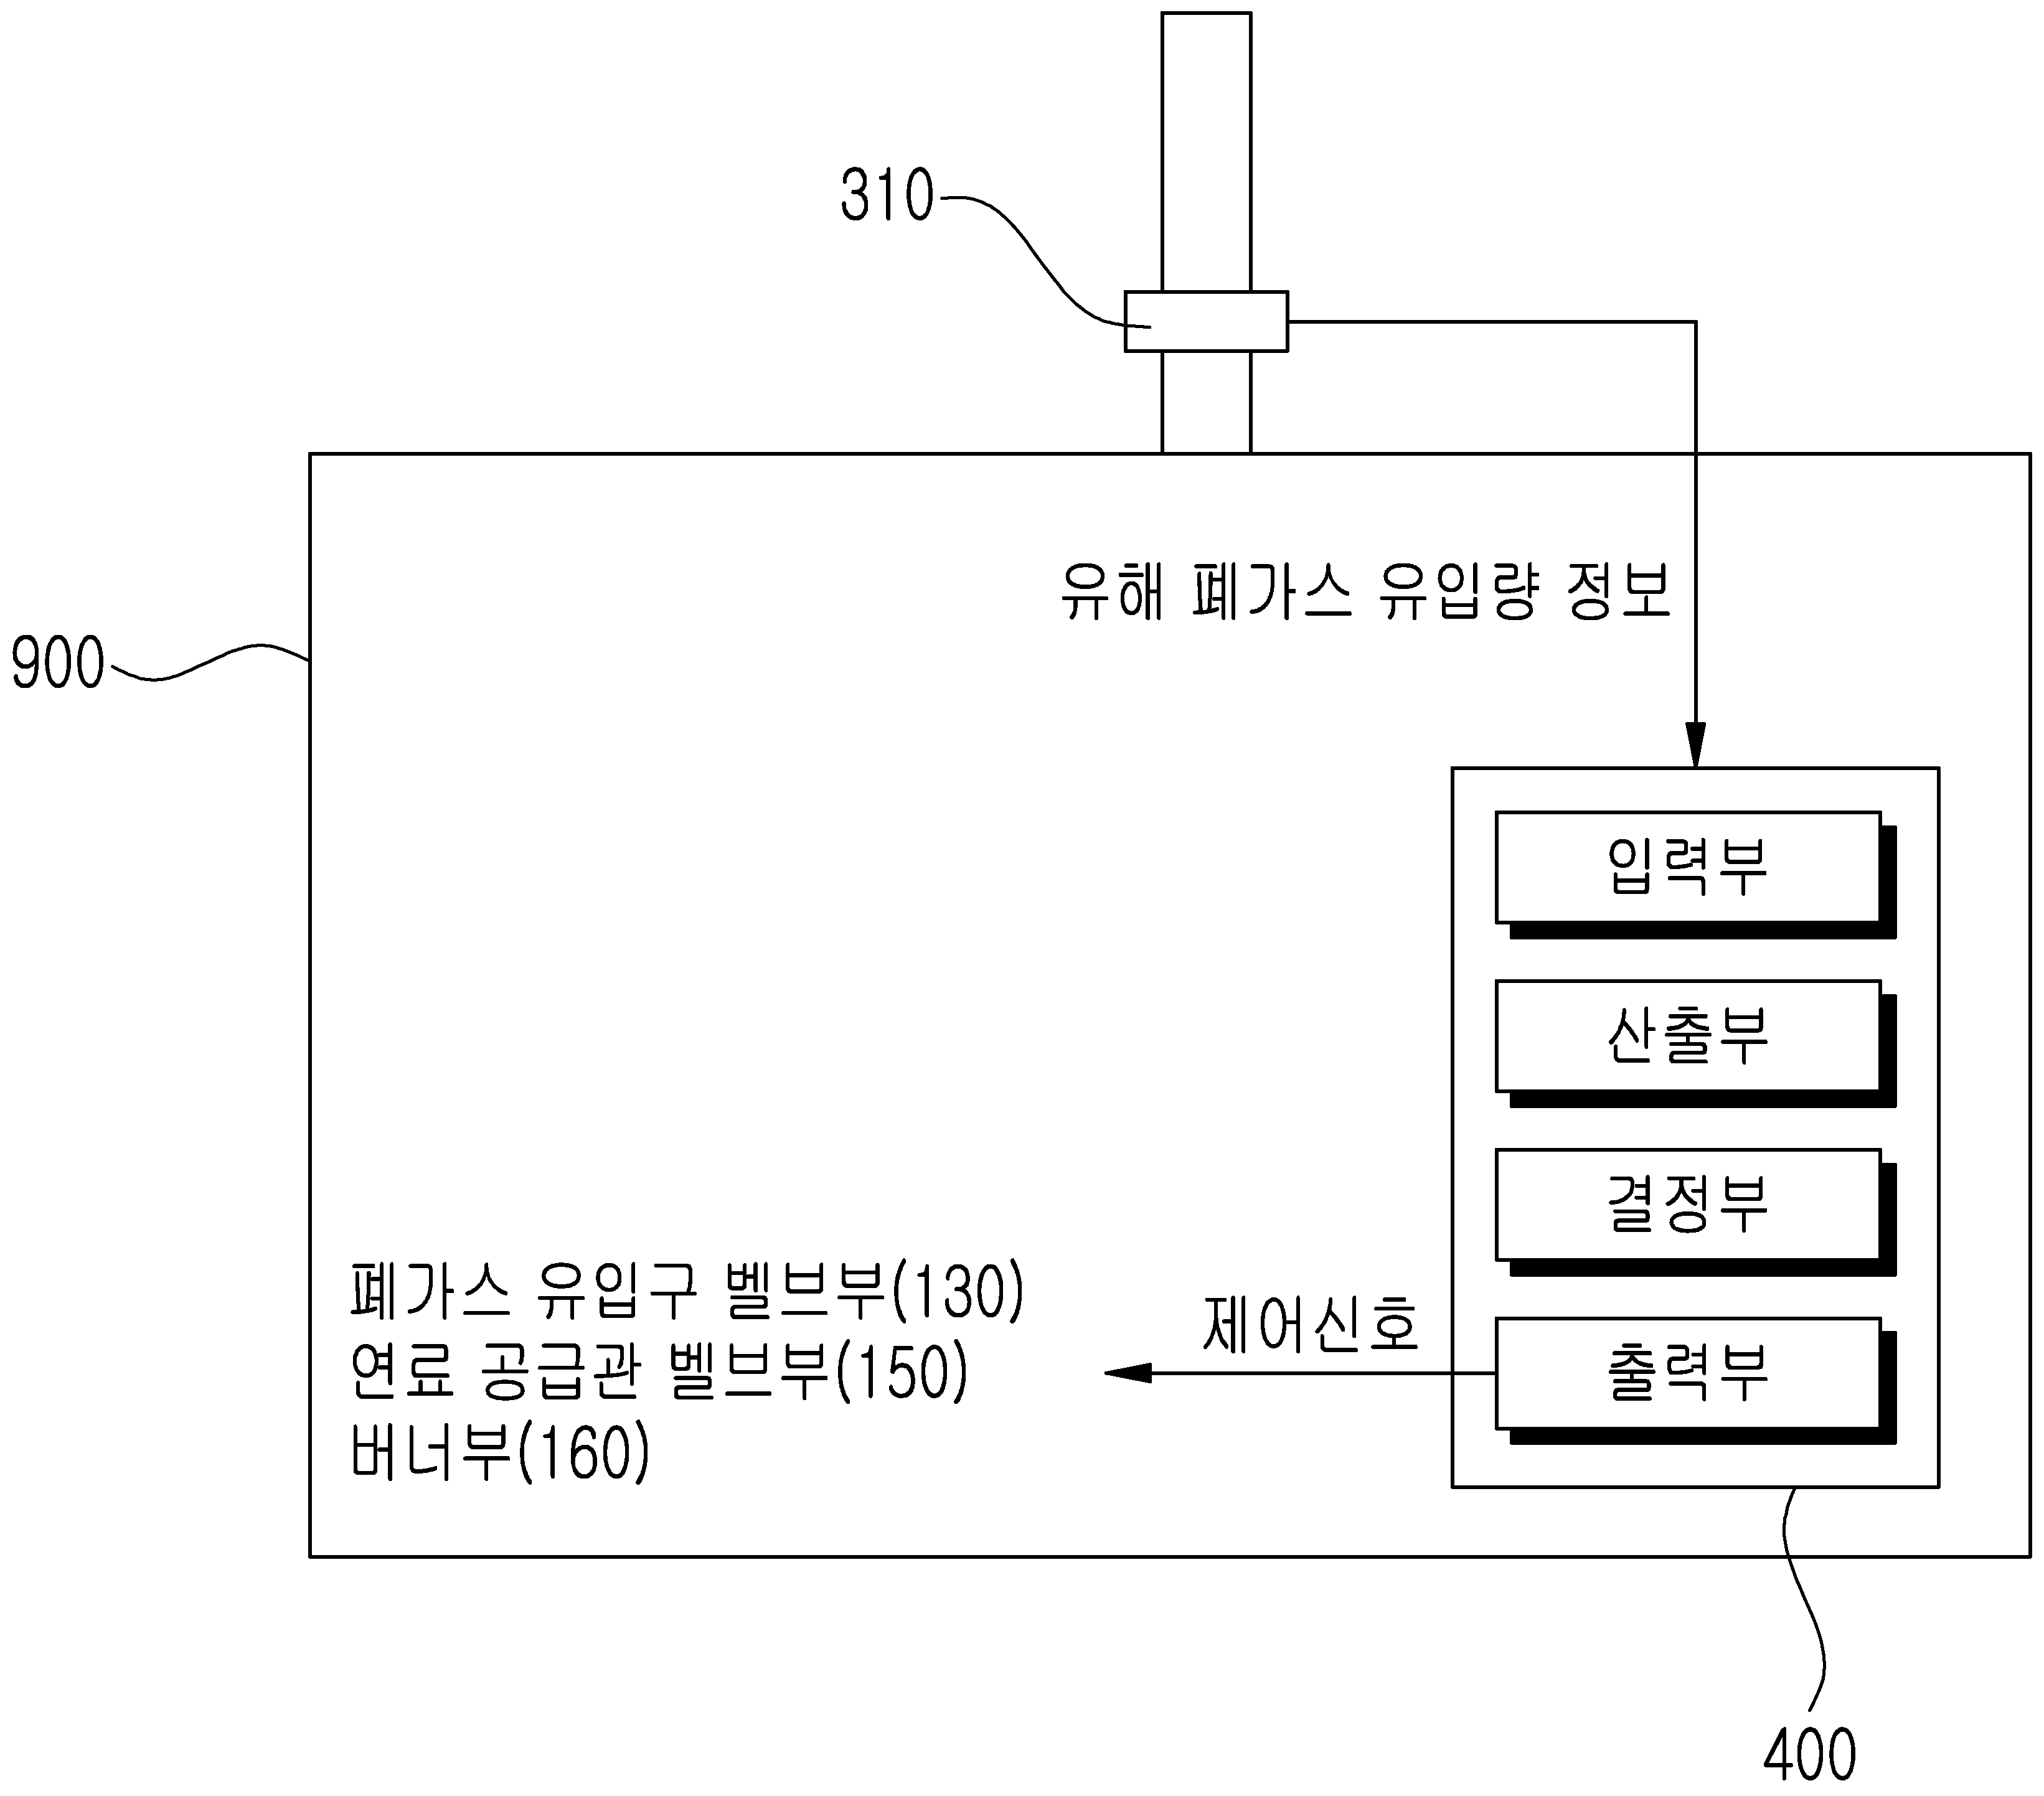 310
유해 폐가스 유입량 정보
900
입력부
산출부
결정부
폐가스 유입구 벨브부(130)
연료 공급관 벨브부(150)
버너부(160)
제어신호
출력부
400